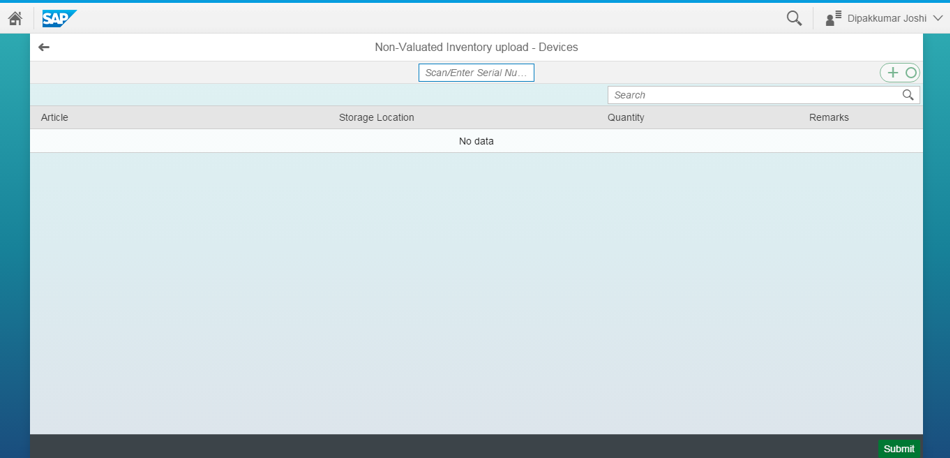 SAP
Dipakkumar Joshi
Non-Valuated Inventory upload - Devices
Scan/Enter Serial Nu...
Search
Article Storage Location Quantity Remarks
No data
Submit